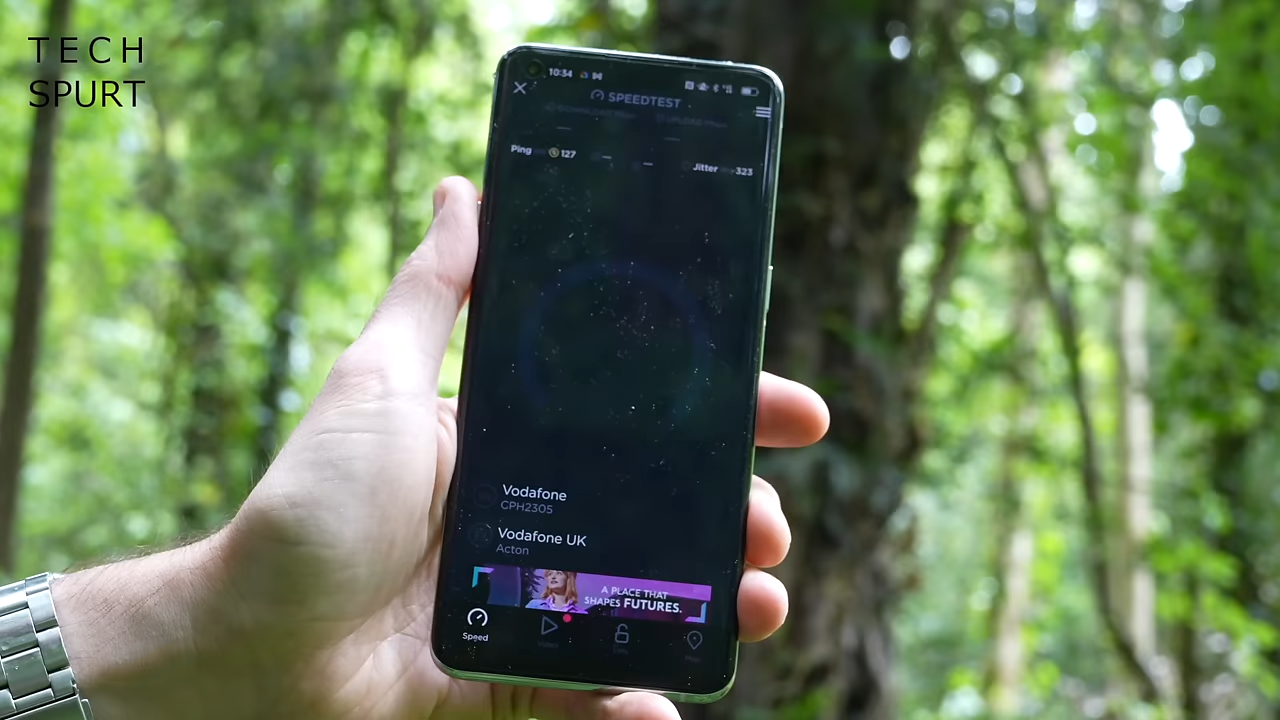 TECH
SPURT
10:34
SPEEDTEST
Ping 127
Jitter 323
Vodafone
CPH2305
Vodafone UK
Acton
A PLACE THAT
SHAPES FUTURES.
Speed